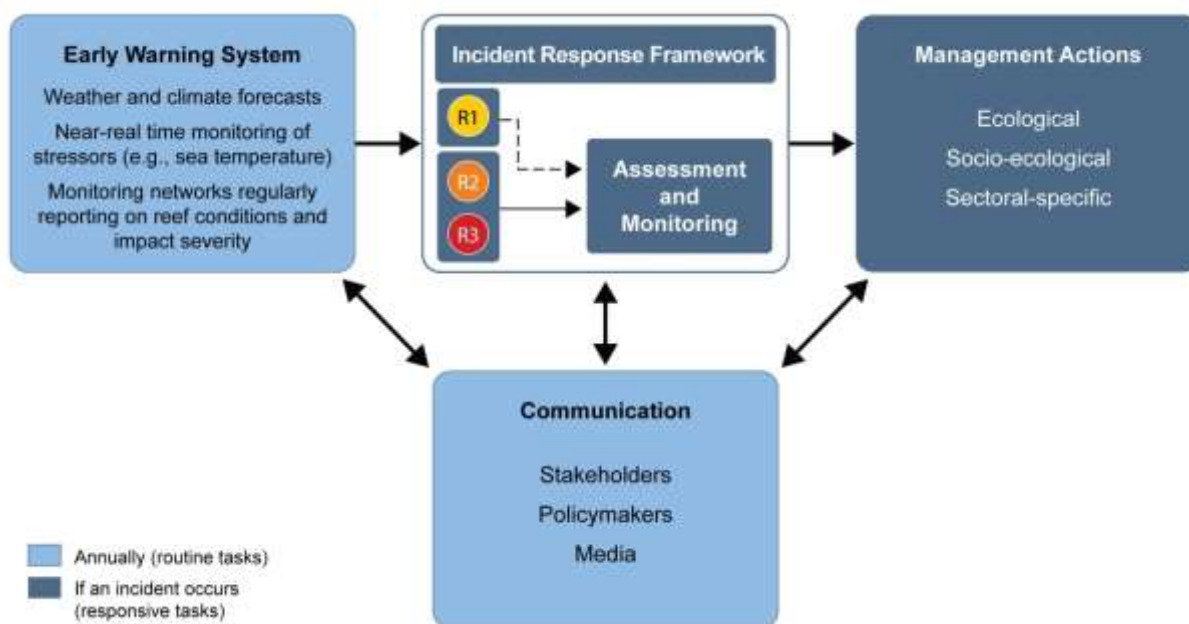 Early Warning System
Weather and climate forecasts
Near-real time monitoring of
stressors (e.g., sea temperature)
Monitoring networks regularly
reporting on reef conditions and
impact severity
Incident Response Framework
R1
R2
R3
Assessment
and
Monitoring
Management Actions
Ecological
Socio-ecological
Sectoral-specific
Communication
Stakeholders
Policymakers
Media
Annually (routine tasks)
If an incident occurs
(responsive tasks)